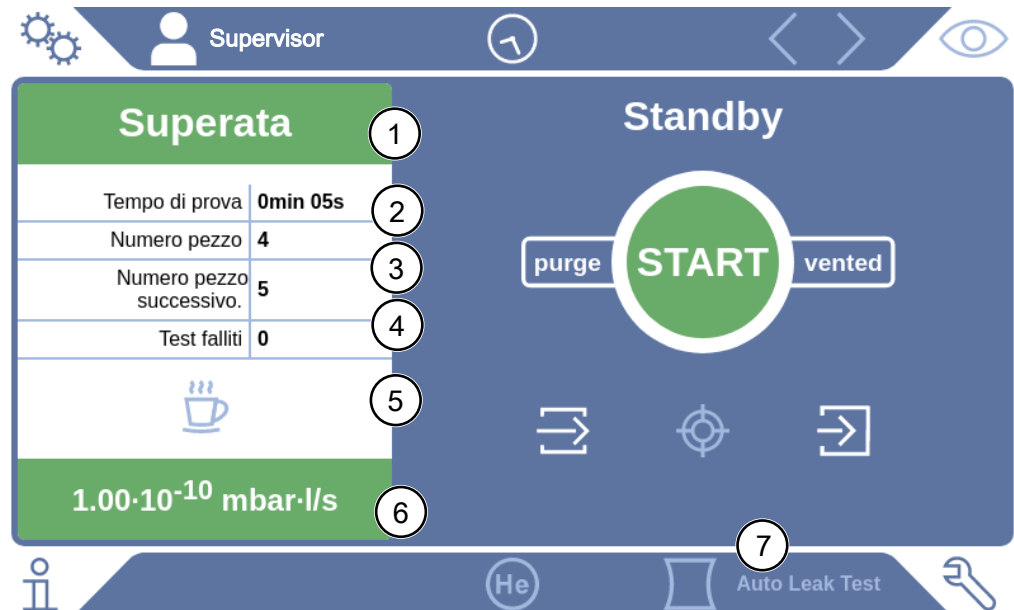 Supervisor
Superata
1
Standby
Tempo di prova 0min 05s
2
Numero pezzo 4
3
Numero pezzo
successivo. 5
4
Test falliti 0
5
1.00·10⁻¹⁰ mbar·l/s
6
purge START vented
7
He
Auto Leak Test